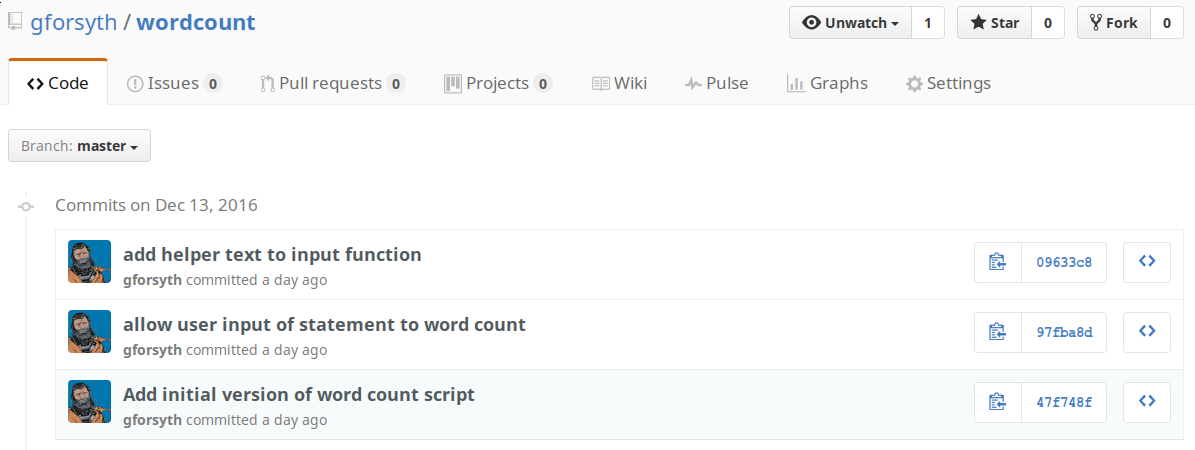 gforsyth / wordcount
Unwatch 1 Star 0 Fork 0
Code Issues 0 Pull requests 0 Projects 0 Wiki Pulse Graphs Settings
Branch: master
Commits on Dec 13, 2016
add helper text to input function
gforsyth committed a day ago
09633c8
allow user input of statement to word count
gforsyth committed a day ago
97fba8d
Add initial version of word count script
gforsyth committed a day ago
47f748f